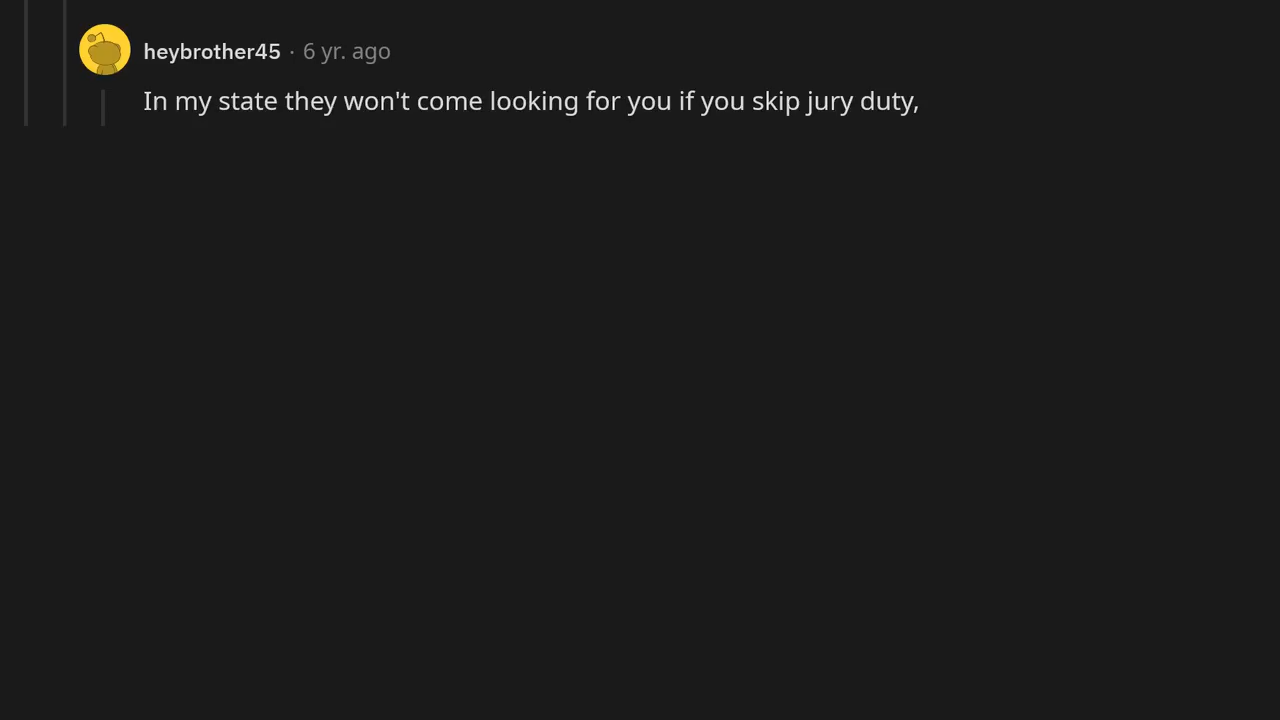 heybrother45 · 6 yr. ago
In my state they won't come looking for you if you skip jury duty,